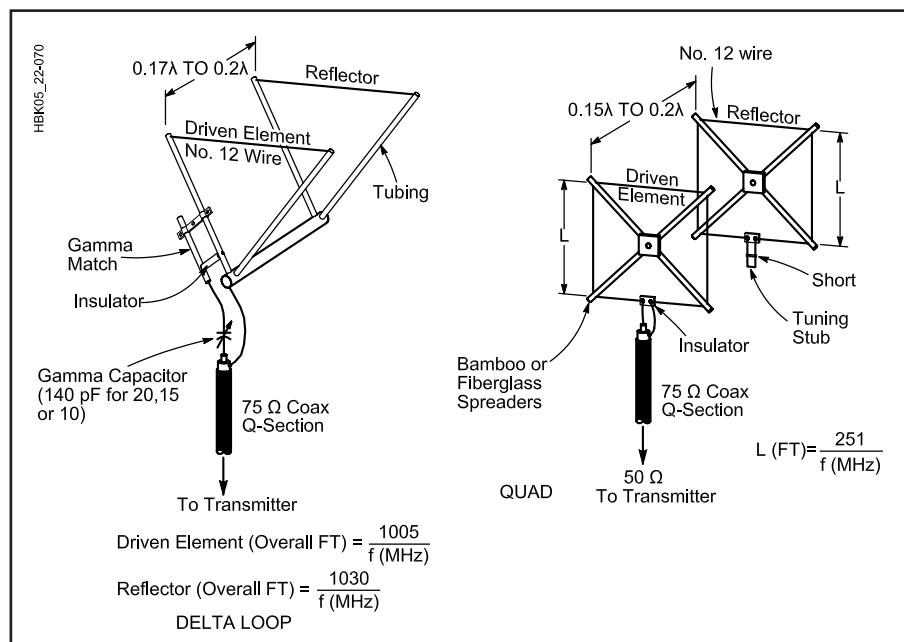 HBK05_22-070
0.17λ TO 0.2λ
Reflector
Driven Element
No. 12 Wire
Tubing
Gamma
Match
Insulator
Gamma Capacitor
(140 pF for 20,15
or 10)
75 Ω Coax
Q-Section
To Transmitter
Driven Element (Overall FT) = 1005
f (MHz)
Reflector (Overall FT) = 1030
f (MHz)
DELTA LOOP
No. 12 wire
0.15λ TO 0.2λ
Reflector
Driven
Element
L
L
Short
Tuning
Stub
Insulator
Bamboo or
Fiberglass
Spreaders
75 Ω Coax
Q-Section
L (FT)= 251
f (MHz)
QUAD
50 Ω
To Transmitter